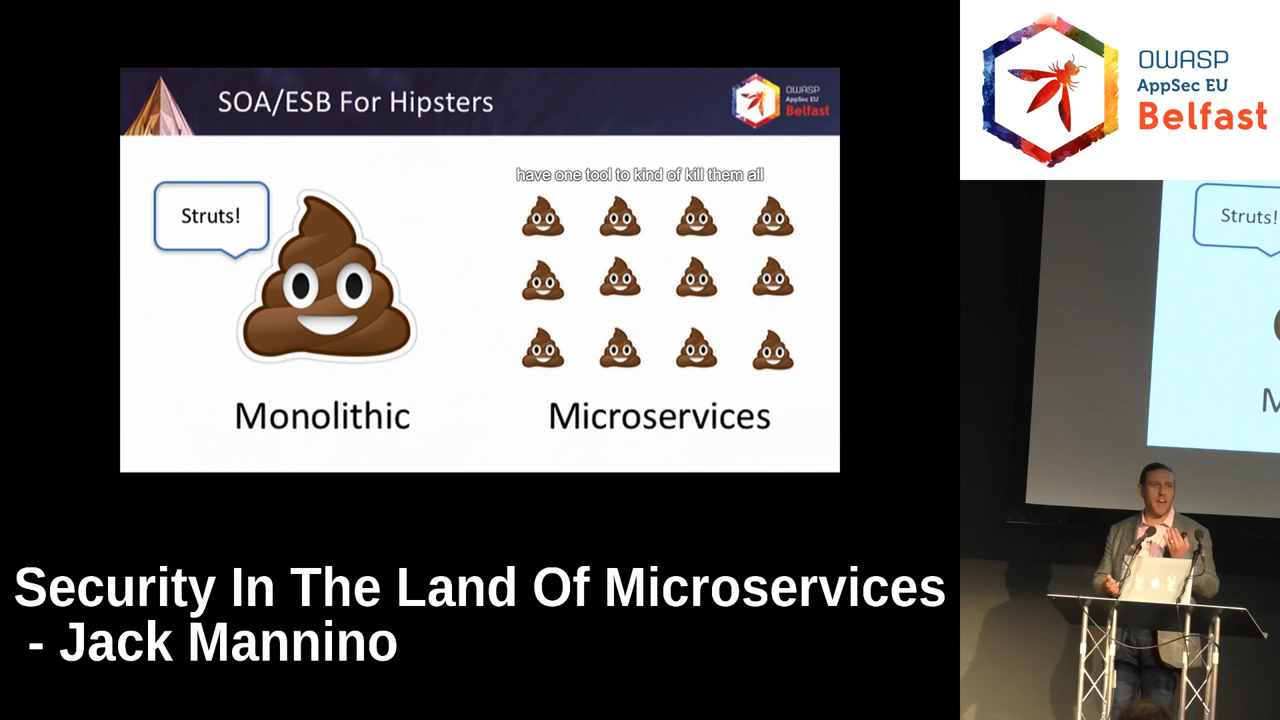 SOA/ESB For Hipsters
OWASP
AppSec EU
Belfast
Struts!
have one tool to kind of kill them all
Monolithic
Microservices
Security In The Land Of Microservices
- Jack Mannino
OWASP
AppSec EU
Belfast
Struts!
M